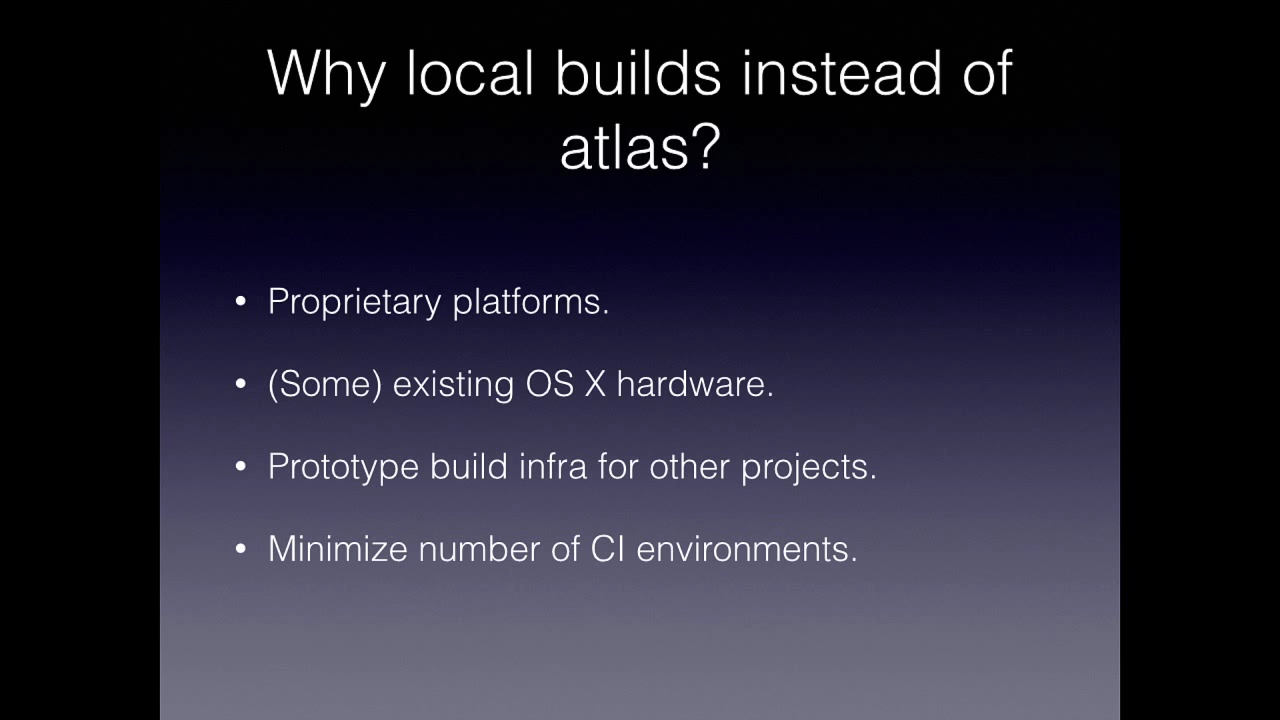 Why local builds instead of
atlas?
• Proprietary platforms.
• (Some) existing OS X hardware.
• Prototype build infra for other projects.
• Minimize number of CI environments.